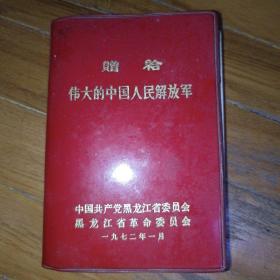 赠给
伟大的中国人民解放军
中国共产党黑龙江省委员会
黑龙江省革命委员会
一九七二年一月